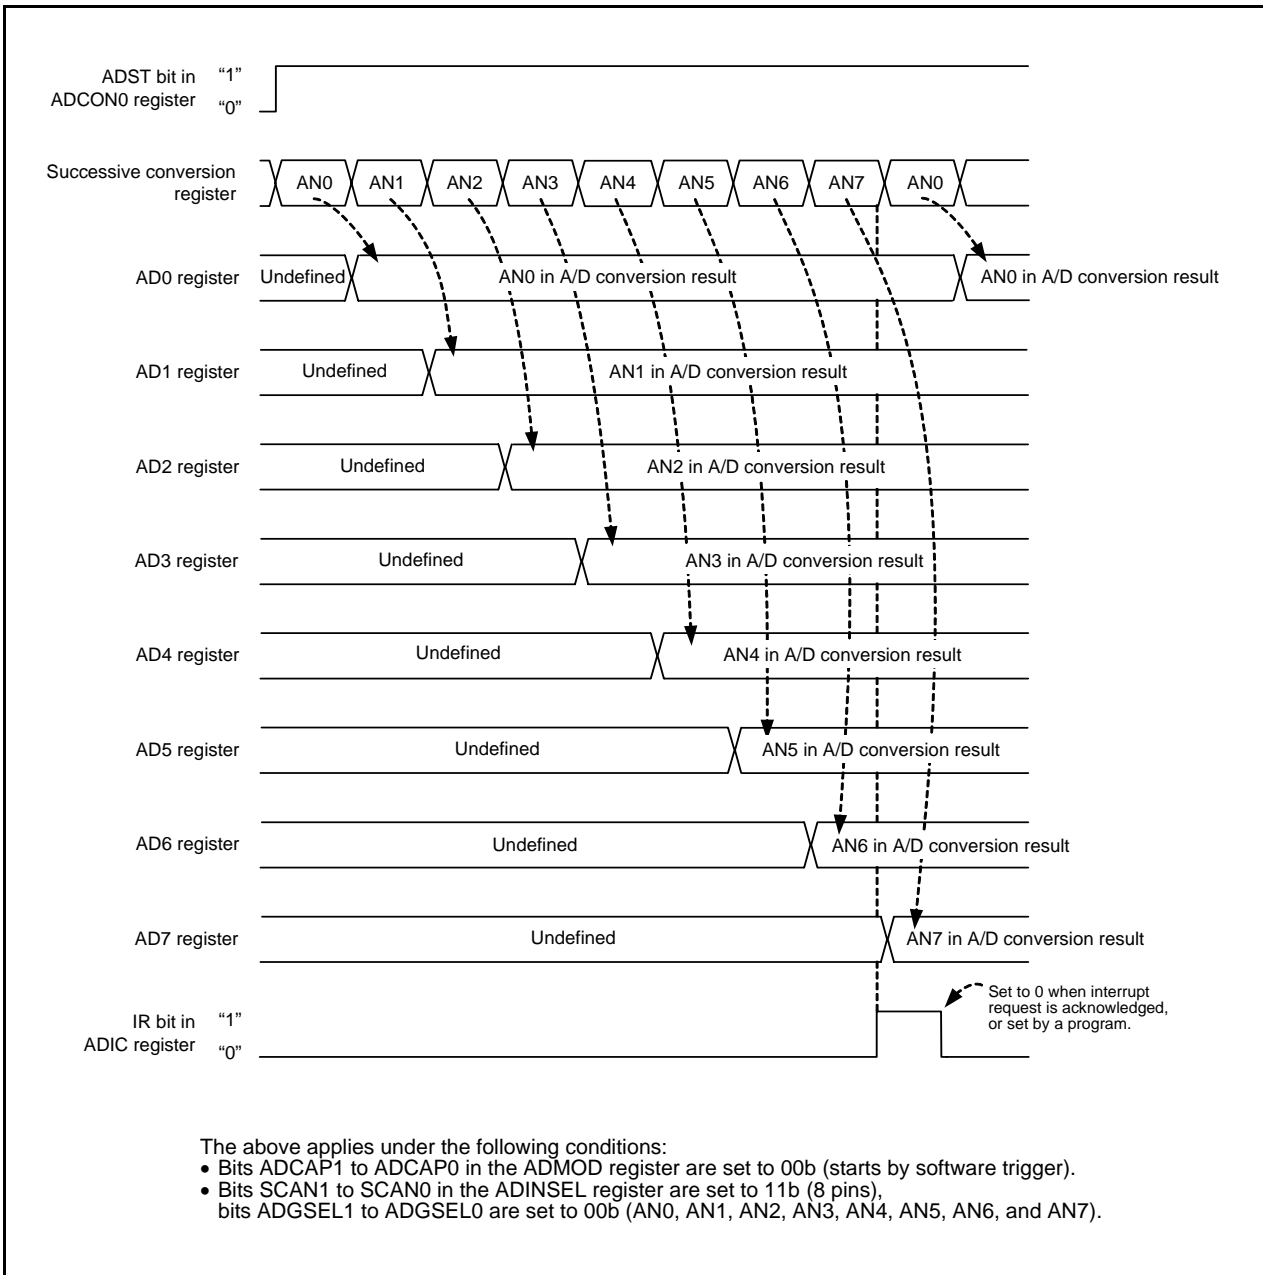 ADST bit in “1”
ADCON0 register “0”
Successive conversion
register
AN0 AN1 AN2 AN3 AN4 AN5 AN6 AN7 AN0
AD0 register Undefined AN0 in A/D conversion result AN0 in A/D conversion result
AD1 register Undefined AN1 in A/D conversion result
AD2 register Undefined AN2 in A/D conversion result
AD3 register Undefined AN3 in A/D conversion result
AD4 register Undefined AN4 in A/D conversion result
AD5 register Undefined AN5 in A/D conversion result
AD6 register Undefined AN6 in A/D conversion result
AD7 register Undefined AN7 in A/D conversion result
Set to 0 when interrupt
request is acknowledged,
or set by a program.
IR bit in “1”
ADIC register “0”
The above applies under the following conditions:
• Bits ADCAP1 to ADCAP0 in the ADMOD register are set to 00b (starts by software trigger).
• Bits SCAN1 to SCAN0 in the ADINSEL register are set to 11b (8 pins),
bits ADGSEL1 to ADGSEL0 are set to 00b (AN0, AN1, AN2, AN3, AN4, AN5, AN6, and AN7).